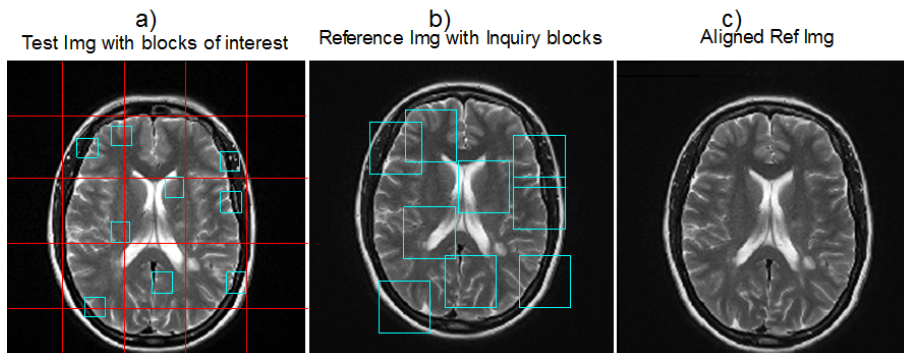 a)
Test Img with blocks of interest
b)
Reference Img with Inquiry blocks
c)
Aligned Ref Img